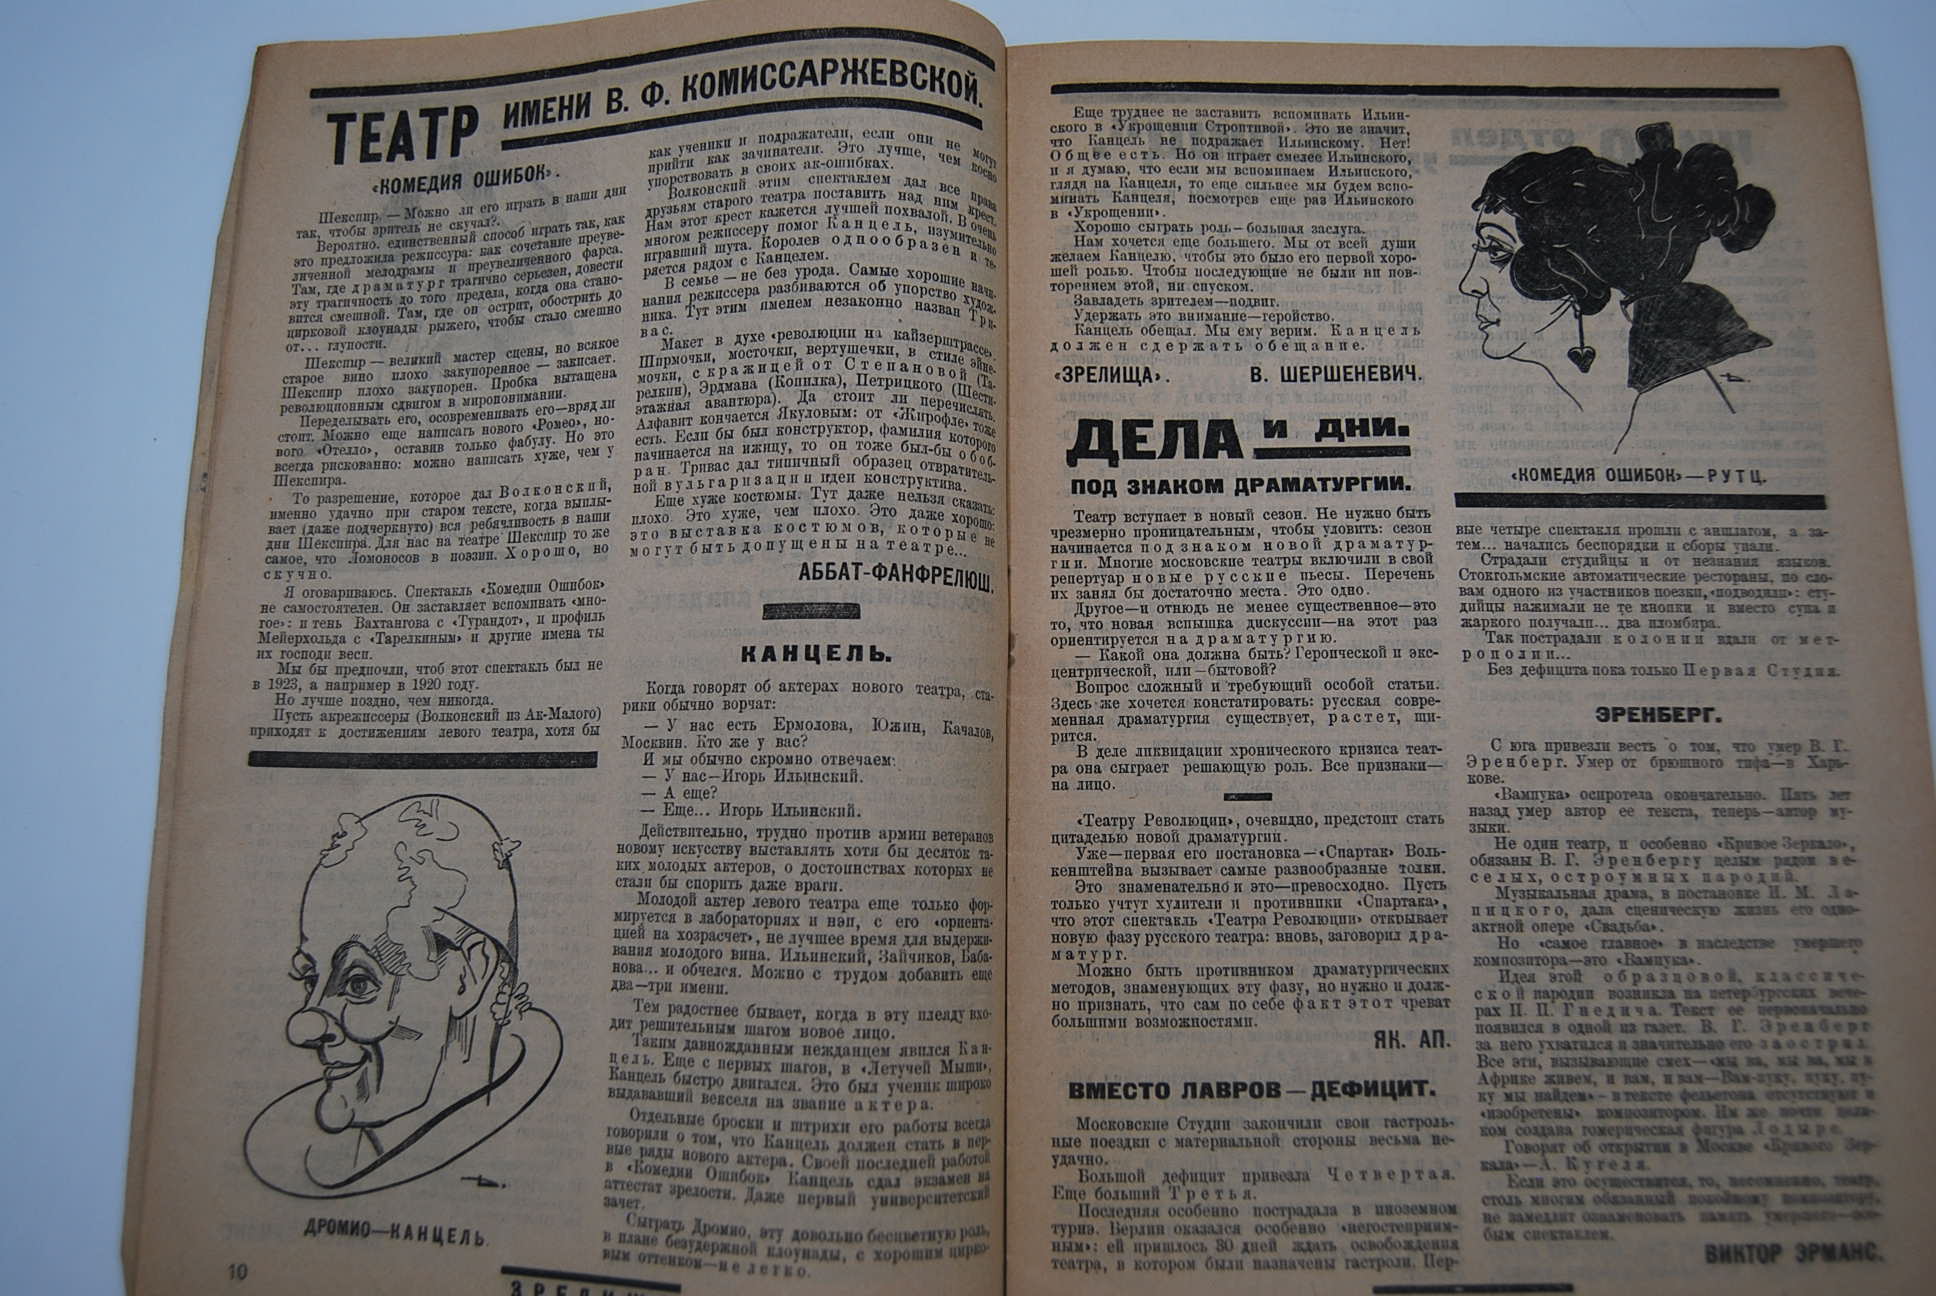 ТЕАТР ИМЕНИ В. Ф. КОМИССАРЖЕВСКОЙ.
«КОМЕДИЯ ОШИБОК».
Шекспир. — Можно ли его играть в наши дни
так, чтобы зритель не скучал?.
Вероятно. единственный способ играть так, как
это предложила режиссура: как сочетание преуве-
личенной мелодрамы и преувеличенного фарса.
Там, где драматург трагично серьезен, довести
эту трагичность до того предела, когда она стано-
вится смешной. Там, где он острит, обострить до
цирковой клоунады рыжего, чтобы стало смешно
от... глупости.
Шекспир — великий мастер сцены, но всякое
старое вино плохо закупоренное — закисает.
Шекспир плохо закупорен. Пробка вытащена
революционным сдвигом в миропонимании.
Переделывать его, осовременивать его—вряд ли
стоит. Можно еще написать нового «Ромео», но-
вого «Отелло», оставив только фабулу. Но это
всегда рискованно: можно написать хуже, чем у
Шекспира.
То разрешение, которое дал Волконский,
именно удачно при старом тексте, когда выплы-
вает (даже подчеркнуто) вся ребячливость в наши
дни Шекспира. Для нас на театре Шекспир то же
самое, что Ломоносов в поэзии. Хорошо, но
скучно.
Я оговариваюсь. Спектакль «Комедии Ошибок»
не самостоятелен. Он заставляет вспоминать «мно-
гое»: и тень Вахтангова с «Турандот», и профиль
Мейерхольда с «Тарелкиным» и другие имена ты
их господи веси.
Мы бы предпочли, чтоб этот спектакль был не
в 1923, а например в 1920 году.
Но лучше поздно, чем никогда.
Пусть акрежиссеры (Волконский из Ак-Малого)
приходят к достижениям левого театра, хотя бы
ДРОМИО—КАНЦЕЛЬ.
10
как ученики и подражатели, если они не могут
прийти как зачинатели. Это лучше, чем косно
упорствовать в своих ак-ошибках.
Волконский этим спектаклем дал все права
друзьям старого театра поставить над ним крест.
Нам этот крест кажется лучшей похвалой. В очень
многом режиссеру помог Канцель, изумительно
игравший шута. Королев однообразен и те-
ряется рядом с Канцелем.
В семье — не без урода. Самые хорошие начи-
нания режиссера разбиваются об упорство худож-
ника. Тут этим именем незаконно назван Три-
вас.
Макет в духе «революции на кайзерштрассе».
Ширмочки, мосточки, вертушечки, в стиле эйне-
мочки, с кражицей от Степановой (Та-
релкин), Эрдмана (Копилка), Петрицкого (Шести-
этажная авантюра). Да стоит ли перечислять.
Алфавит кончается Якуловым: от «Жирофле» тоже
есть. Если бы был конструктор, фамилия которого
начинается на ижицу, то он тоже был-бы обоб-
ран. Тривас дал типичный образец отвратитель-
ной вульгаризации идеи конструктива.
Еще хуже костюмы. Тут даже нельзя сказать:
плохо. Это хуже, чем плохо. Это даже хорошо:
это выставка костюмов, которые не
могут быть допущены на театре...
АББАТ-ФАНФРЕЛЮШ.
КАНЦЕЛЬ.
Когда говорят об актерах нового театра, ста-
рики обычно ворчат:
— У нас есть Ермолова, Южин, Качалов,
Москвин. Кто же у вас?
И мы обычно скромно отвечаем:
— У нас—Игорь Ильинский.
— А еще?
— Еще... Игорь Ильинский.
Действительно, трудно против армии ветеранов
новому искусству выставлять хотя бы десяток та-
ких молодых актеров, о достоинствах которых не
стали бы спорить даже враги.
Молодой актер левого театра еще только фор-
мируется в лабораториях и нэп, с его «ориента-
цией на хозрасчет», не лучшее время для выдержи-
вания молодого вина. Ильинский, Зайчиков, Баба-
нова... и обчелся. Можно с трудом добавить еще
два—три имени.
Тем радостнее бывает, когда в эту плеяду вхо-
дит решительным шагом новое лицо.
Таким давножданным нежданцем явился Кан-
цель. Еще с первых шагов, в «Летучей Мыши»,
Канцель быстро двигался. Это был ученик широко
выдававший векселя на звание актера.
Отдельные броски и штрихи его работы всегда
говорили о том, что Канцель должен стать в пер-
вые ряды нового актера. Своей последней работой
в «Комедии Ошибок» Канцель сдал экзамен на
аттестат зрелости. Даже первый университетский
зачет.
Сыграть Дромио, эту довольно бесцветную роль,
в плане безудержной клоунады, с хорошим цирко-
вым оттенком—нелегко.
Еще труднее не заставить вспоминать Ильин-
ского в «Укрощении Строптивой». Это не значит,
что Канцель не подражает Ильинскому. Нет!
Общее есть. Но он играет смелее Ильинского,
и я думаю, что если мы вспоминаем Ильинского,
глядя на Канцеля, то еще сильнее мы будем вспо-
минать Канцеля, посмотрев еще раз Ильинского
в «Укрощении».
Хорошо сыграть роль—большая заслуга.
Нам хочется еще большего. Мы от всей души
желаем Канцелю, чтобы это было его первой хоро-
шей ролью. Чтобы последующие не были ни пов-
торением этой, ни спуском.
Завладеть зрителем—подвиг.
Удержать это внимание—геройство.
Канцель обещал. Мы ему верим. Канцель
должен сдержать обещание.
«ЗРЕЛИЩА». В. ШЕРШЕНЕВИЧ.
ДЕЛА и дни.
ПОД ЗНАКОМ ДРАМАТУРГИИ.
Театр вступает в новый сезон. Не нужно быть
чрезмерно проницательным, чтобы уловить: сезон
начинается под знаком новой драматур-
гии. Многие московские театры включили в свой
репертуар новые русские пьесы. Перечень
их занял бы достаточно места. Это одно.
Другое—и отнюдь не менее существенное—это
то, что новая вспышка дискуссии—на этот раз
ориентируется на драматургию.
— Какой она должна быть? Героической и экс-
центрической, или—бытовой?
Вопрос сложный и требующий особой статьи.
Здесь же хочется констатировать: русская совре-
менная драматургия существует, растет, ши-
рится.
В деле ликвидации хронического кризиса теат-
ра она сыграет решающую роль. Все признаки—
на лицо.
«Театру Революции», очевидно, предстоит стать
цитаделью новой драматургии.
Уже—первая его постановка—«Спартак» Воль-
кенштейна вызывает самые разнообразные толки.
Это знаменательно и это—превосходно. Пусть
только учтут хулители и противники «Спартака»,
что этот спектакль «Театра Революции» открывает
новую фазу русского театра: вновь, заговорил дра-
матург.
Можно быть противником драматургических
методов, знаменующих эту фазу, но нужно и долж-
но признать, что сам по себе факт этот чреват
большими возможностями.
ЯК. АП.
ВМЕСТО ЛАВРОВ—ДЕФИЦИТ.
Московские Студии закончили свои гастроль-
ные поездки с материальной стороны весьма не-
удачно.
Большой дефицит привезла Четвертая.
Еще больший Третья.
Последняя особенно пострадала в иноземном
турнэ. Берлин оказался особенно «негостеприим-
ным»: ей пришлось 30 дней ждать освобождения
театра, в котором были назначены гастроли. Пер-
«КОМЕДИЯ ОШИБОК»—РУТЦ.
вые четыре спектакля прошли с аншлагом, а за-
тем... начались беспорядки и сборы упали.
Страдали студийцы и от незнания языков.
Стокгольмские автоматические рестораны, по сло-
вам одного из участников поездки, «подводили»: сту-
дийцы нажимали не те кнопки и вместо супа и
жаркого получали... два пломбира.
Так пострадали колонии вдали от мет-
рополии...
Без дефицита пока только Первая Студия.
ЭРЕНБЕРГ.
С юга привезли весть о том, что умер В. Г.
Эренберг. Умер от брюшного тифа—в Харь-
кове.
«Вампука» осиротела окончательно. Пять лет
назад умер автор ее текста, теперь—автор му-
зыки.
Не один театр, и особенно «Кривое Зеркало»,
обязаны В. Г. Эренбергу целым рядом ве-
селых, остроумных пародий.
Музыкальная драма, в постановке И. М. Ла-
пицкого, дала сценическую жизнь его одно-
актной опере «Свадьба».
Но «самое главное» в наследстве умершего
композитора—это «Вампука».
Идея этой образцовой, классиче-
ской пародии возникла на петербургских вече-
рах П. П. Гнедича. Текст ее первоначально
появился в одной из газет. В. Г. Эренберг
за него ухватился и значительно его заострил.
Все эти, вызывающие смех—«мы ва, мы ва, мы в
Африке живем, и вам, и вам—Вам-пуку, пуку, пу-
ку мы найдем»—в тексте фельетона отсутствуют и
«изобретены» композитором. Им же почти цели-
ком создана гомерическая фигура Лодыре.
Говорят об открытии в Москве «Кривого Зер-
кала»—А. Кугеля.
Если это осуществится, то, несомненно, театр,
столь многим обязанный покойному композитору,
не замедлит ознаменовать память умершего—осо-
бым спектаклем.
ВИКТОР ЭРМАНС.